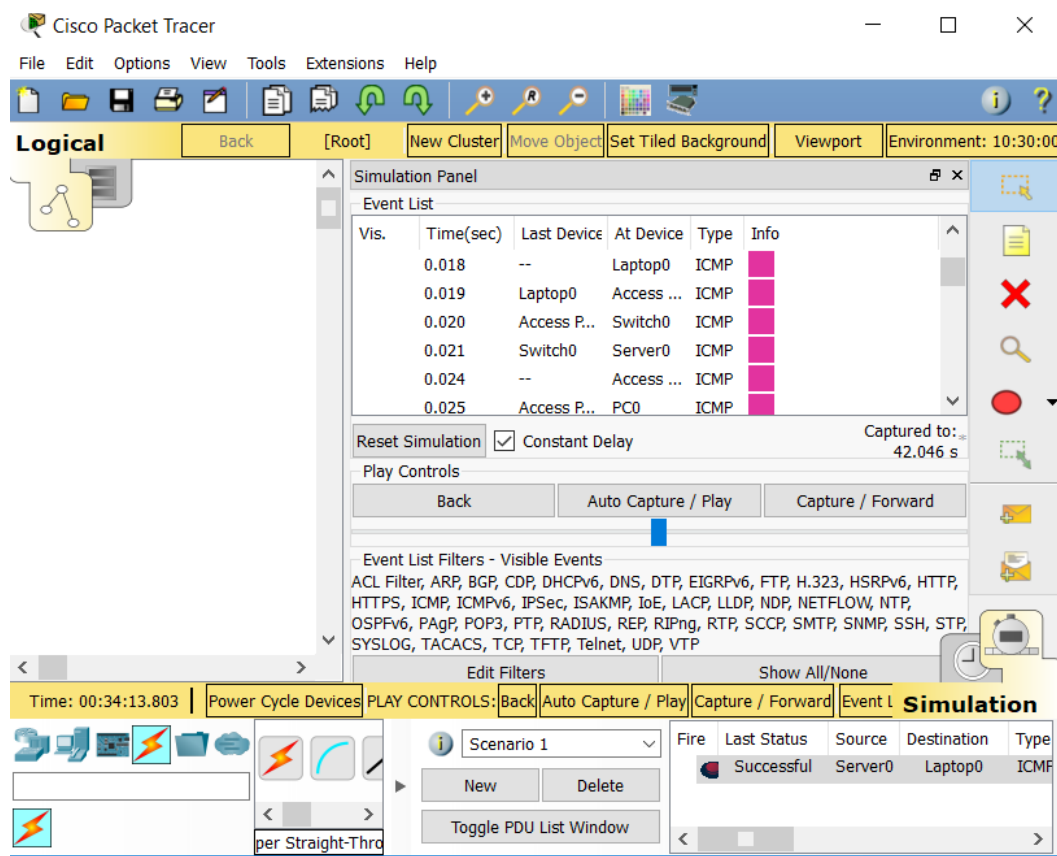 Cisco Packet Tracer
File Edit Options View Tools Extensions Help
R i ?
Logical Back [Root] New Cluster Move Object Set Tiled Background Viewport Environment: 10:30:00
Simulation Panel
Event List
Vis. Time(sec) Last Device At Device Type Info
0.018 -- Laptop0 ICMP
0.019 Laptop0 Access ... ICMP
0.020 Access P... Switch0 ICMP
0.021 Switch0 Server0 ICMP
0.024 -- Access ... ICMP
0.025 Access P... PC0 ICMP
Reset Simulation Constant Delay Captured to:*
42.046 s
Play Controls
Back Auto Capture / Play Capture / Forward
Event List Filters - Visible Events
ACL Filter, ARP, BGP, CDP, DHCPv6, DNS, DTP, EIGRPv6, FTP, H.323, HSRPv6, HTTP,
HTTPS, ICMP, ICMPv6, IPSec, ISAKMP, IoE, LACP, LLDP, NDP, NETFLOW, NTP,
OSPFv6, PAgP, POP3, PTP, RADIUS, REP, RIPng, RTP, SCCP, SMTP, SNMP, SSH, STP,
SYSLOG, TACACS, TCP, TFTP, Telnet, UDP, VTP
Edit Filters Show All/None
Time: 00:34:13.803 Power Cycle Devices PLAY CONTROLS: Back Auto Capture / Play Capture / Forward Event L Simulation
i Scenario 1
New Delete
Toggle PDU List Window
per Straight-Thro
Fire Last Status Source Destination Type
Successful Server0 Laptop0 ICMP